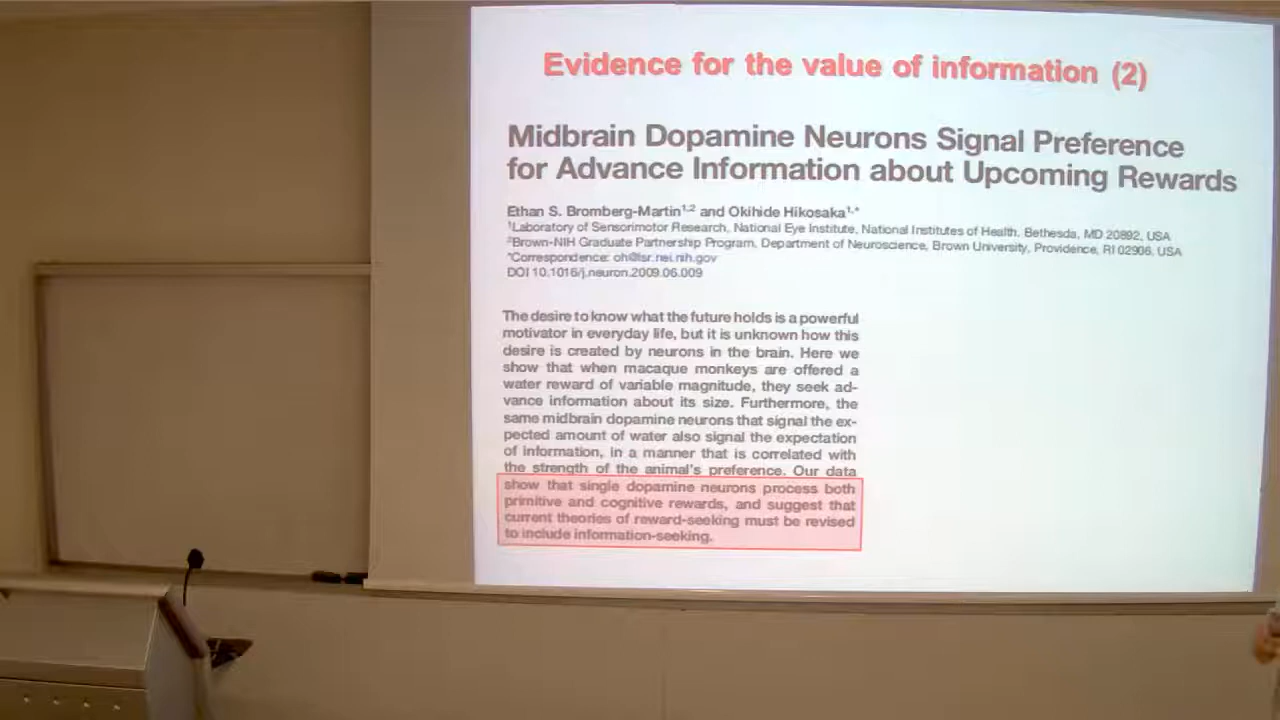 Evidence for the value of information (2)
Midbrain Dopamine Neurons Signal Preference
for Advance Information about Upcoming Rewards
Ethan S. Bromberg-Martin1,2 and Okihide Hikosaka1,*
1Laboratory of Sensorimotor Research, National Eye Institute, National Institutes of Health, Bethesda, MD 20892, USA
2Brown-NIH Graduate Partnership Program, Department of Neuroscience, Brown University, Providence, RI 02906, USA
*Correspondence: oh@lsr.nei.nih.gov
DOI 10.1016/j.neuron.2009.06.009
The desire to know what the future holds is a powerful
motivator in everyday life, but it is unknown how this
desire is created by neurons in the brain. Here we
show that when macaque monkeys are offered a
water reward of variable magnitude, they seek ad-
vance information about its size. Furthermore, the
same midbrain dopamine neurons that signal the ex-
pected amount of water also signal the expectation
of information, in a manner that is correlated with
the strength of the animal's preference. Our data
show that single dopamine neurons process both
primitive and cognitive rewards, and suggest that
current theories of reward-seeking must be revised
to include information-seeking.